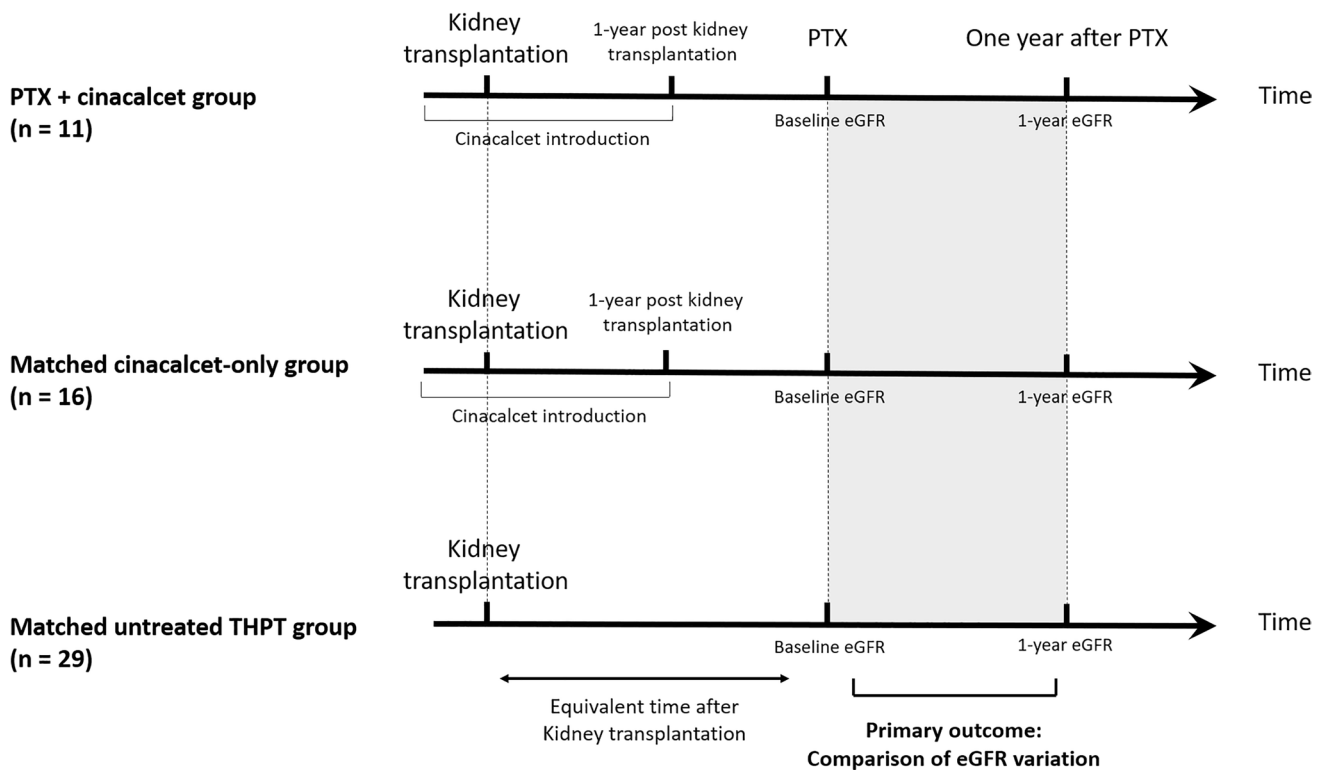 Kidney
transplantation
1-year post kidney
transplantation
PTX
One year after PTX
PTX + cinacalcet group
(n = 11)
Time
Baseline eGFR
1-year eGFR
Cinacalcet introduction
Kidney
transplantation
1-year post kidney
transplantation
Matched cinacalcet-only group
(n = 16)
Time
Baseline eGFR
1-year eGFR
Cinacalcet introduction
Kidney
transplantation
Matched untreated THPT group
(n = 29)
Time
Baseline eGFR
1-year eGFR
Equivalent time after
Kidney transplantation
Primary outcome:
Comparison of eGFR variation